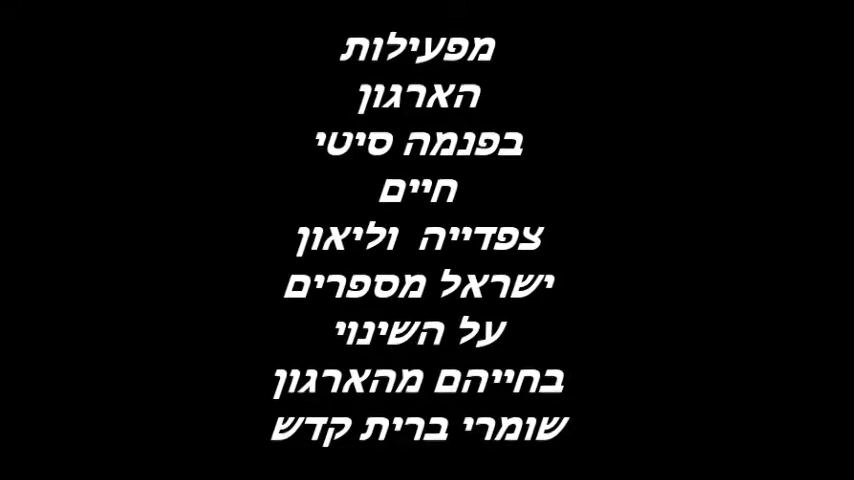 מפעילות
הארגון
בפנמה סיטי
חיים
צפדייה וליאון
ישראל מספרים
על השינוי
בחייהם מהארגון
שומרי ברית קדש